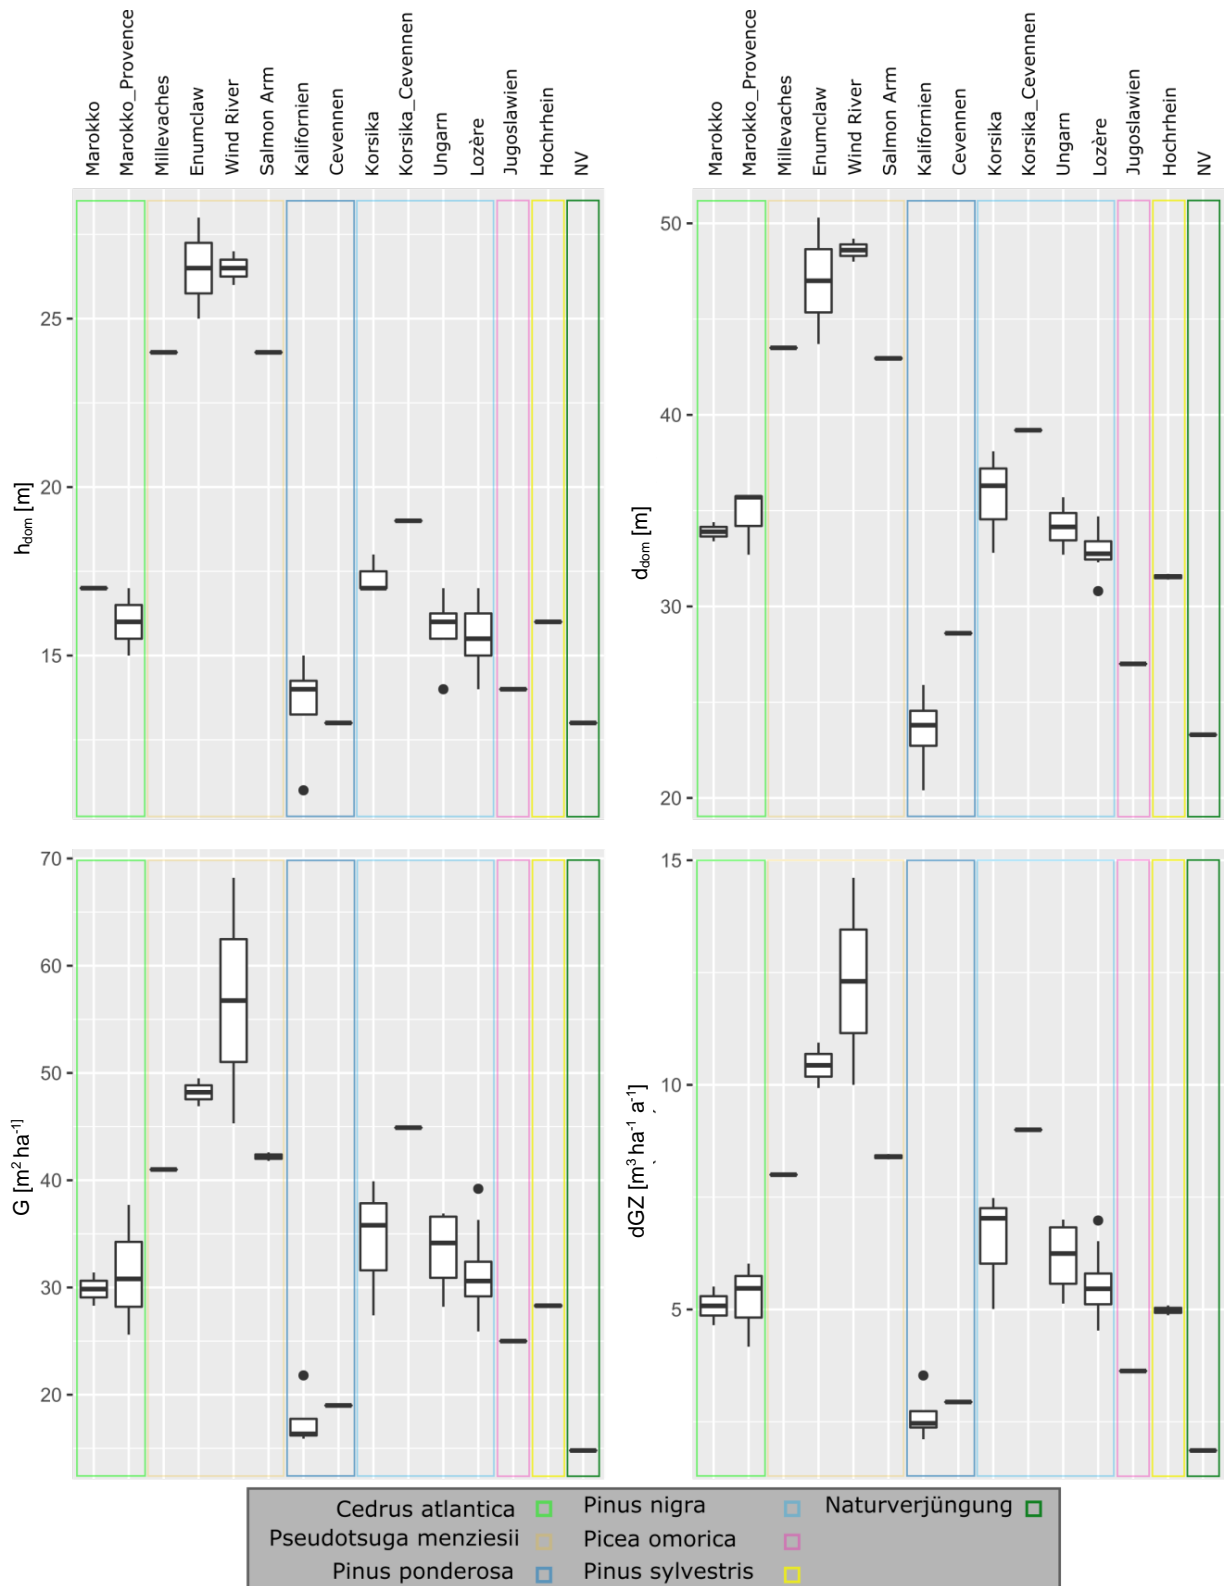 Marokko
Marokko_Provence
Millevaches
Enumclaw
Wind River
Salmon Arm
Kalifornien
Cevennen
Korsika
Korsika_Cevennen
Ungarn
Lozère
Jugoslawien
Hochrhein
NV
Marokko
Marokko_Provence
Millevaches
Enumclaw
Wind River
Salmon Arm
Kalifornien
Cevennen
Korsika
Korsika_Cevennen
Ungarn
Lozère
Jugoslawien
Hochrhein
NV
h_dom [m]
25
20
15
d_dom [m]
50
40
30
20
G [m² ha⁻¹]
70
60
50
40
30
20
dGZ [m³ ha⁻¹ a⁻¹]
15
10
5
Cedrus atlantica Pinus nigra Naturverjüngung
Pseudotsuga menziesii Picea omorica
Pinus ponderosa Pinus sylvestris